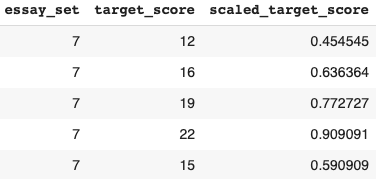 essay_set target_score scaled_target_score
7 12 0.454545
7 16 0.636364
7 19 0.772727
7 22 0.909091
7 15 0.590909